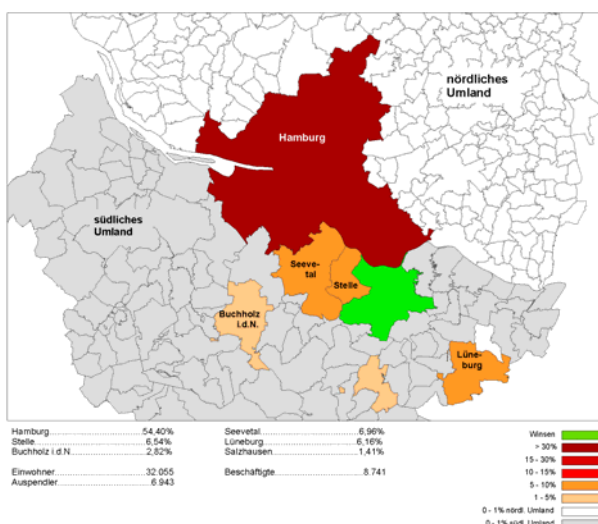 nördliches
Umland
Hamburg
südliches
Umland
Seeve-
tal
Stelle
Buchholz
i.d.N.
Lüne-
burg
Hamburg 54,40%
Stelle 6,54%
Buchholz i.d.N. 2,82%
Einwohner 32.055
Auspendler 6.943
Seevetal 6,96%
Lüneburg 6,16%
Salzhausen 1,41%
Beschäftigte 8.741
Winsen
> 30%
15 - 30%
10 - 15%
5 - 10%
1 - 5%
0 - 1% nördl. Umland
0 - 1% südl. Umland